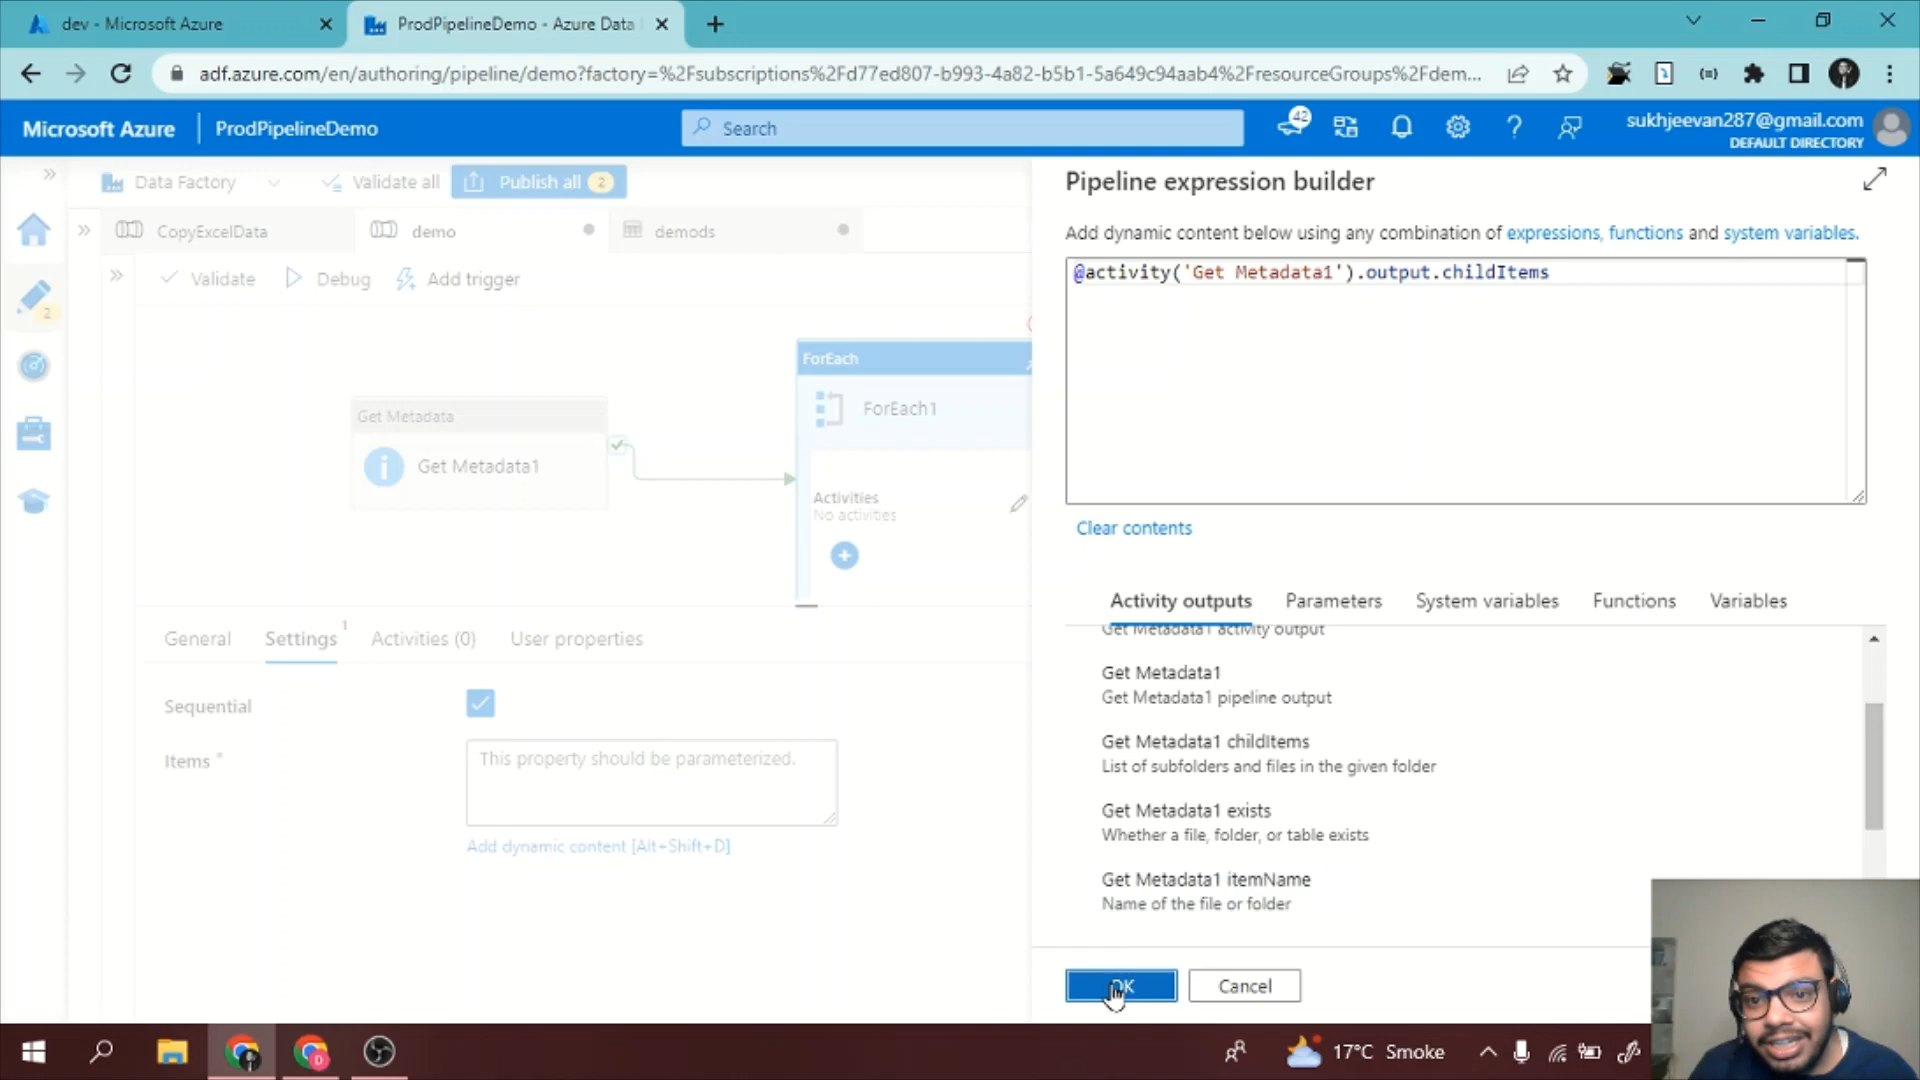 dev - Microsoft Azure
ProdPipelineDemo - Azure Data
adf.azure.com/en/authoring/pipeline/demo?factory=%2Fsubscriptions%2Fd77ed807-b993-4a82-b5b1-5a649c94aab4%2FresourceGroups%2Fdem...
Microsoft Azure
ProdPipelineDemo
Search
42
sukhjeevan287@gmail.com
DEFAULT DIRECTORY
Data Factory
Validate all
Publish all 2
CopyExcelData
demo
demods
Validate
Debug
Add trigger
2
Get Metadata
Get Metadata1
ForEach
ForEach1
Activities
No activities
General
Settings 1
Activities (0)
User properties
Sequential
Items *
This property should be parameterized.
Add dynamic content [Alt+Shift+D]
Pipeline expression builder
Add dynamic content below using any combination of expressions, functions and system variables.
@activity('Get Metadata1').output.childItems
Clear contents
Activity outputs
Parameters
System variables
Functions
Variables
Get Metadata1 activity output
Get Metadata1
Get Metadata1 pipeline output
Get Metadata1 childItems
List of subfolders and files in the given folder
Get Metadata1 exists
Whether a file, folder, or table exists
Get Metadata1 itemName
Name of the file or folder
OK
Cancel
17°C Smoke